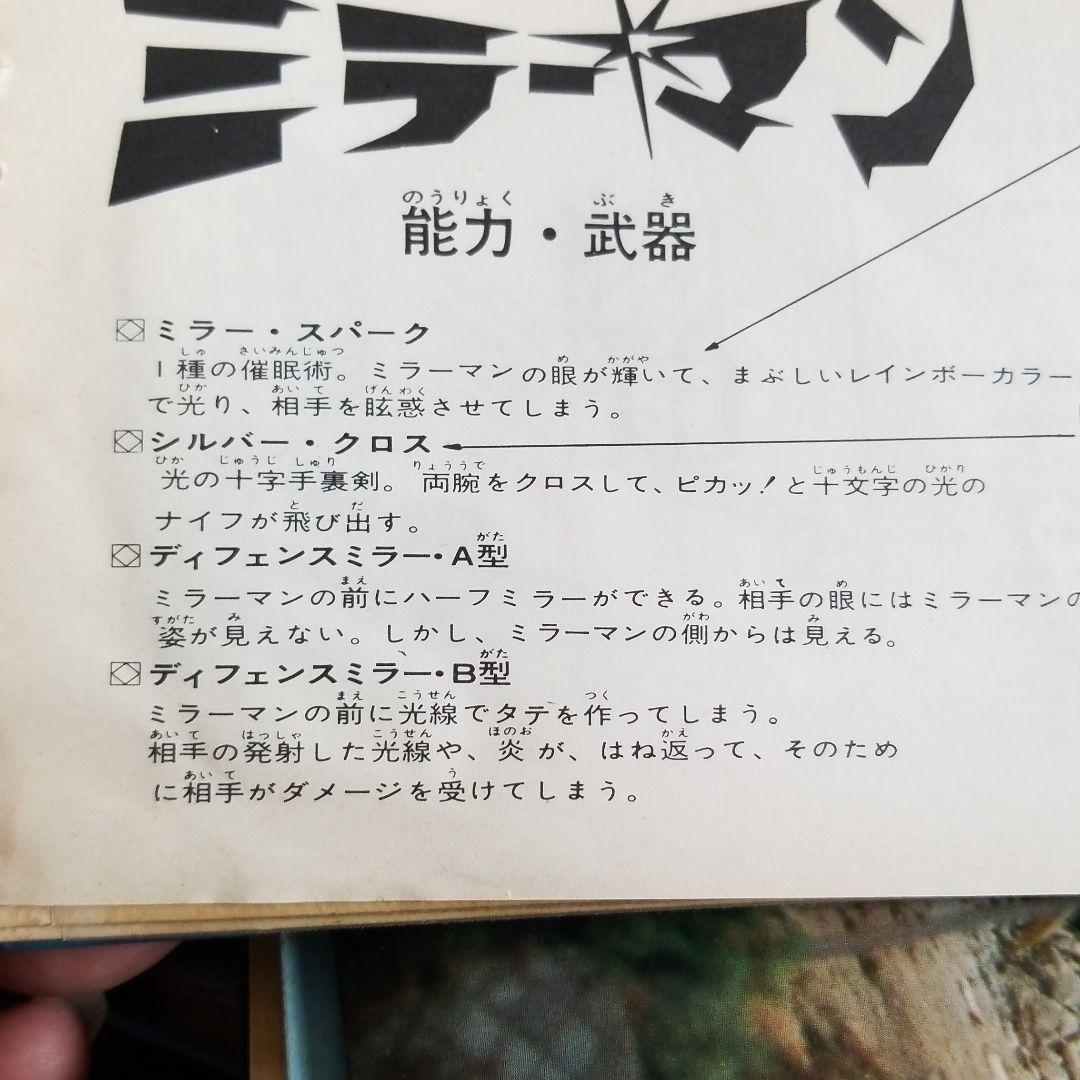 ミラーマン
能力・武器
ミラー・スパーク
1種の催眠術。ミラーマンの眼が輝いて、まぶしいレインボーカラー
で光り、相手を眩惑させてしまう。
シルバー・クロス
光の十字手裏剣。両腕をクロスして、ピカッ!と十文字の光の
ナイフが飛び出す。
ディフェンスミラー・A型
ミラーマンの前にハーフミラーができる。相手の眼にはミラーマンの
姿が見えない。しかし、ミラーマンの側からは見える。
ディフェンスミラー・B型
ミラーマンの前に光線でタテを作ってしまう。
相手の発射した光線や、炎が、はね返って、そのため
に相手がダメージを受けてしまう。